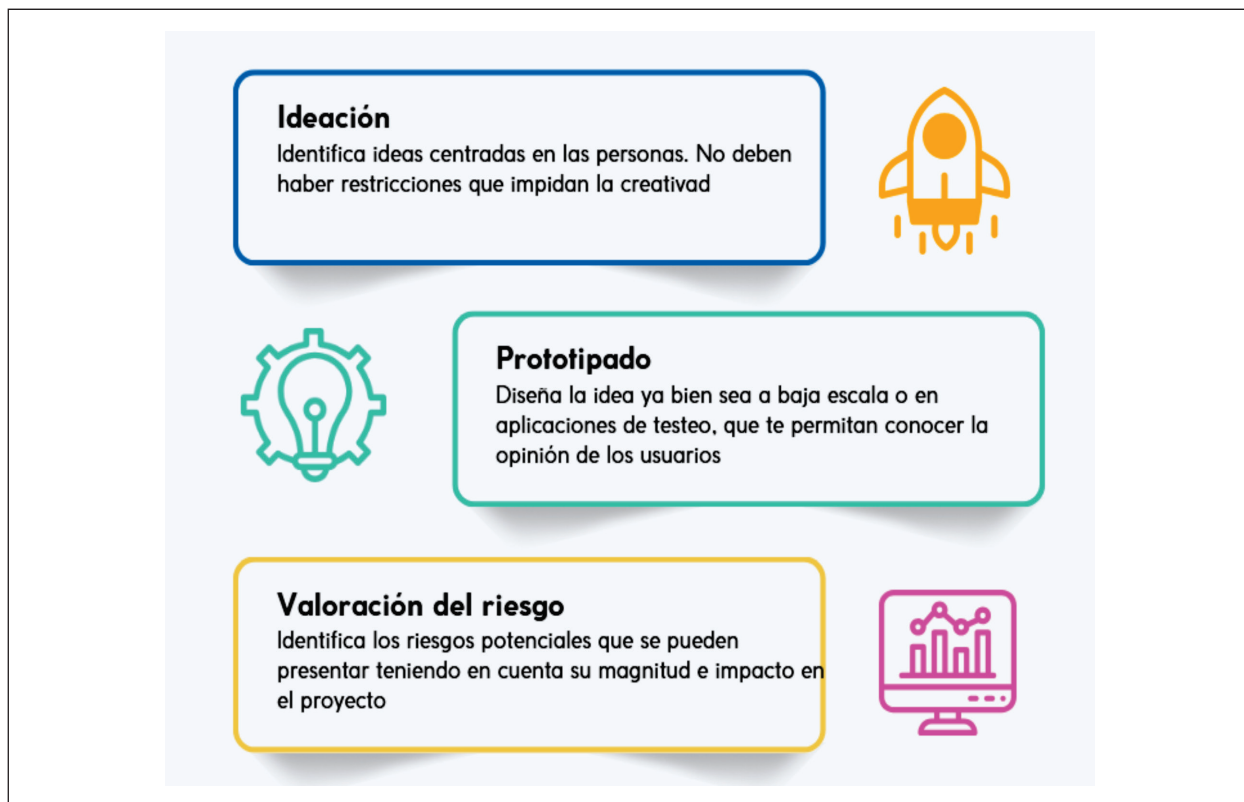 Ideación
Identifica ideas centradas en las personas. No deben
haber restricciones que impidan la creativad
Prototipado
Diseña la idea ya bien sea a baja escala o en
aplicaciones de testeo, que te permitan conocer la
opinión de los usuarios
Valoración del riesgo
Identifica los riesgos potenciales que se pueden
presentar teniendo en cuenta su magnitud e impacto en
el proyecto